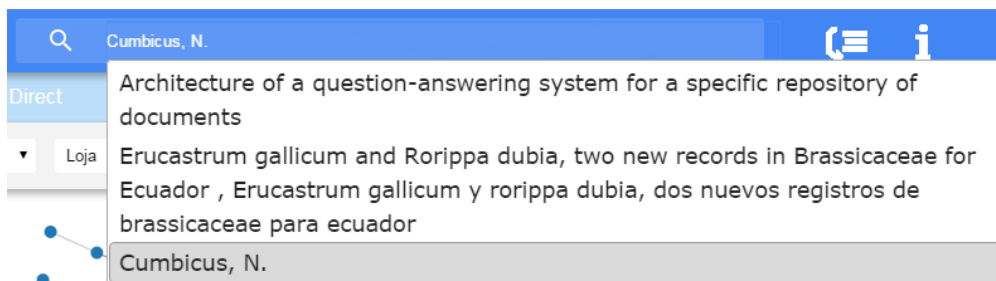 Cumbicus, N.
Architecture of a question-answering system for a specific repository of
documents
Direct
Erucastrum gallicum and Rorippa dubia, two new records in Brassicaceae for
Loja
Ecuador , Erucastrum gallicum y rorippa dubia, dos nuevos registros de
brassicaceae para ecuador
Cumbicus, N.